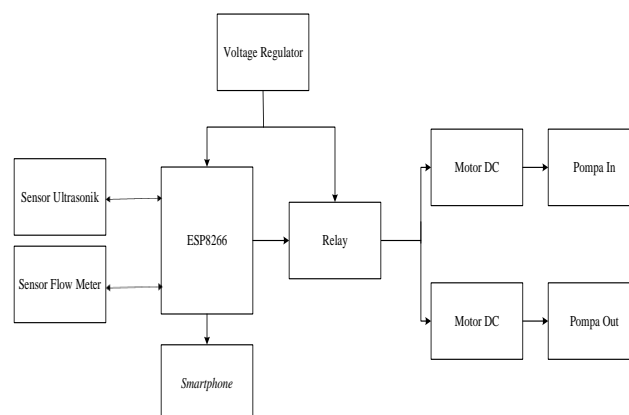 Voltage Regulator
Sensor Ultrasonik
ESP8266
Sensor Flow Meter
Relay
Motor DC
Pompa In
Motor DC
Pompa Out
Smartphone